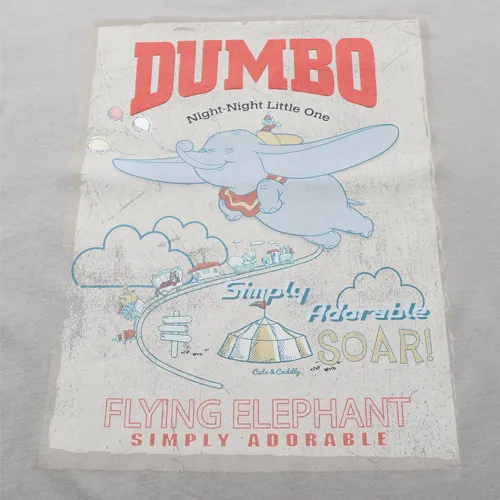 DUMBO
Night-Night Little One
Simply
Adorable
SOAR!
Cute & Cuddly
FLYING ELEPHANT
SIMPLY ADORABLE